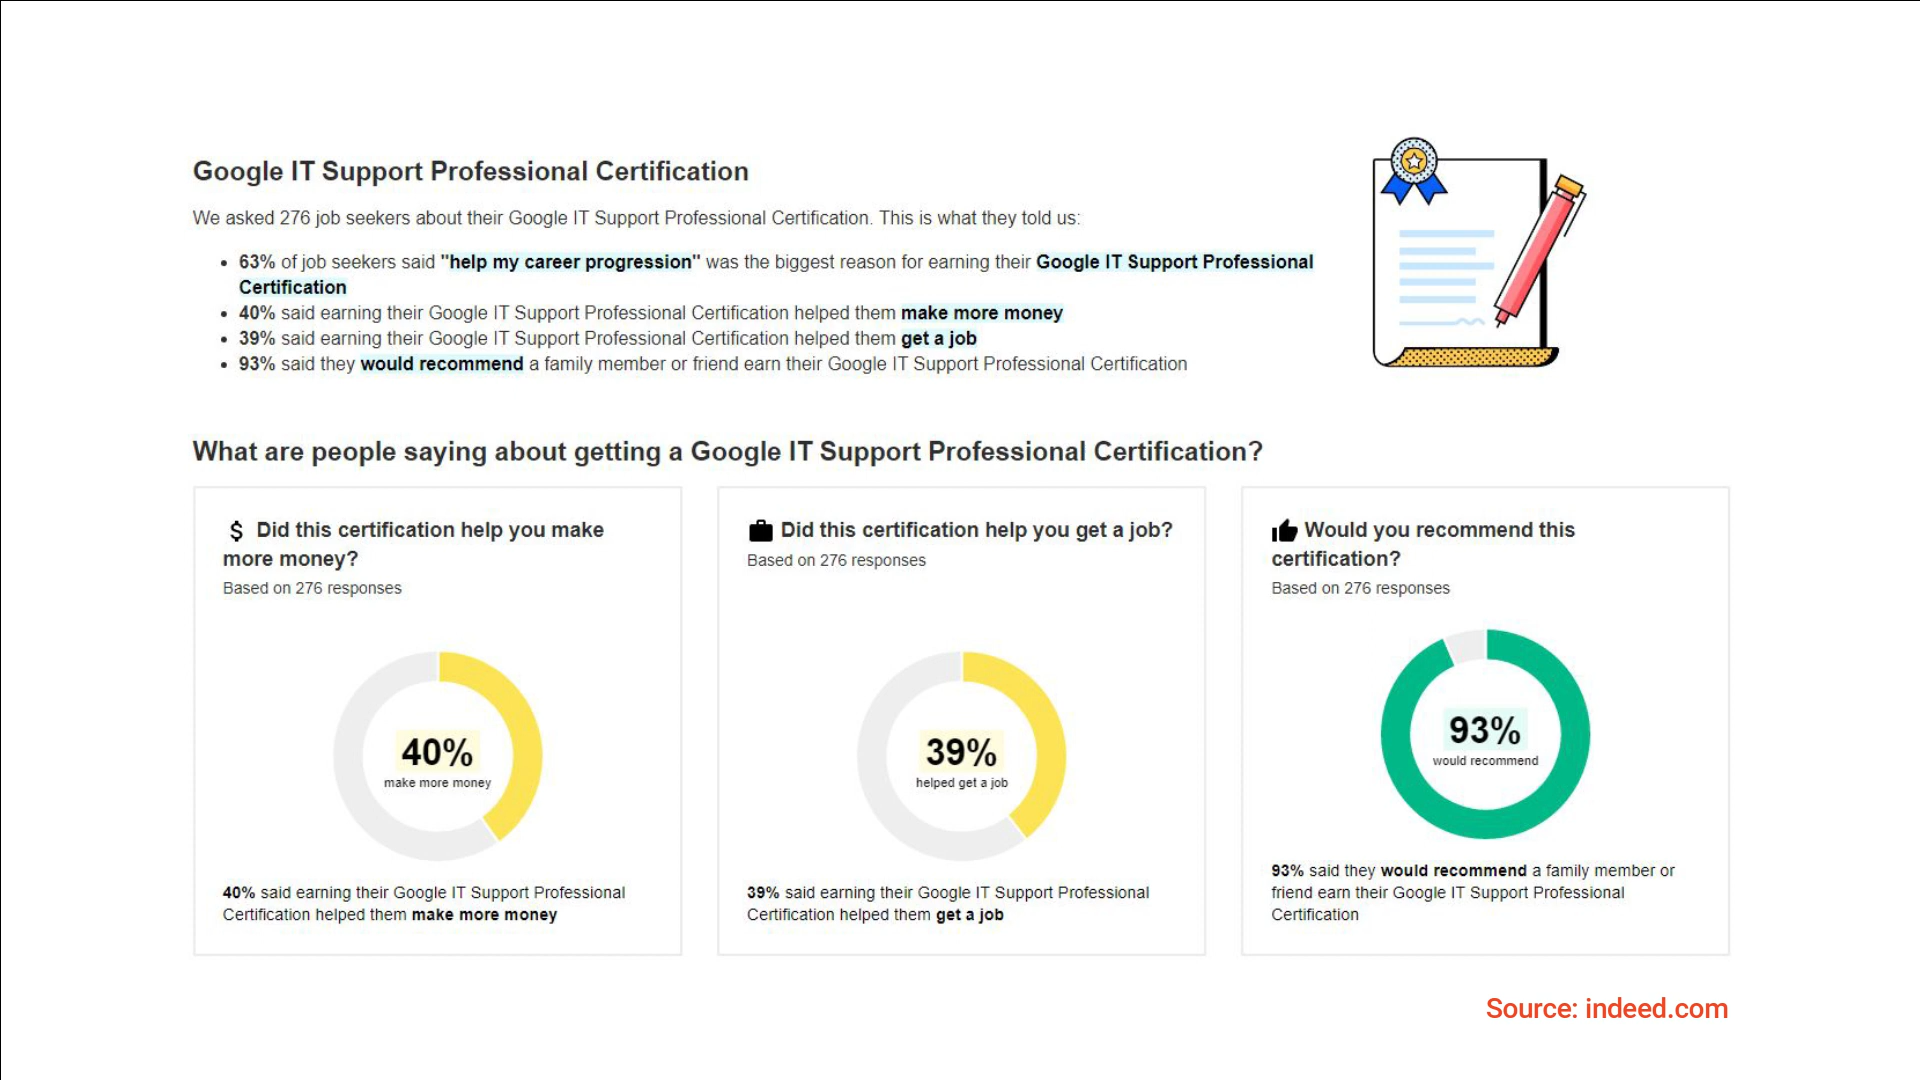 Google IT Support Professional Certification
We asked 276 job seekers about their Google IT Support Professional Certification. This is what they told us:
• 63% of job seekers said "help my career progression" was the biggest reason for earning their Google IT Support Professional
Certification
• 40% said earning their Google IT Support Professional Certification helped them make more money
• 39% said earning their Google IT Support Professional Certification helped them get a job
• 93% said they would recommend a family member or friend earn their Google IT Support Professional Certification
What are people saying about getting a Google IT Support Professional Certification?
$ Did this certification help you make
more money?
Based on 276 responses
40%
make more money
40% said earning their Google IT Support Professional
Certification helped them make more money
Did this certification help you get a job?
Based on 276 responses
39%
helped get a job
39% said earning their Google IT Support Professional
Certification helped them get a job
Would you recommend this
certification?
Based on 276 responses
93%
would recommend
93% said they would recommend a family member or
friend earn their Google IT Support Professional
Certification
Source: indeed.com